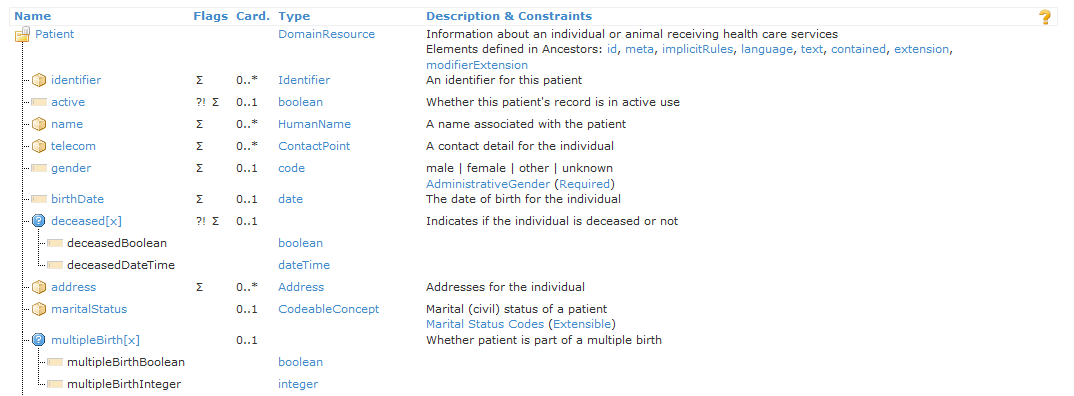 Name Flags Card. Type Description & Constraints
Patient DomainResource Information about an individual or animal receiving health care services
Elements defined in Ancestors: id, meta, implicitRules, language, text, contained, extension,
modifierExtension
identifier Σ 0..* Identifier An identifier for this patient
active ?! Σ 0..1 boolean Whether this patient's record is in active use
name Σ 0..* HumanName A name associated with the patient
telecom Σ 0..* ContactPoint A contact detail for the individual
gender Σ 0..1 code male | female | other | unknown
AdministrativeGender (Required)
birthDate Σ 0..1 date The date of birth for the individual
deceased[x] ?! Σ 0..1 Indicates if the individual is deceased or not
deceasedBoolean boolean
deceasedDateTime dateTime
address Σ 0..* Address Addresses for the individual
maritalStatus 0..1 CodeableConcept Marital (civil) status of a patient
Marital Status Codes (Extensible)
multipleBirth[x] 0..1 Whether patient is part of a multiple birth
multipleBirthBoolean boolean
multipleBirthInteger integer